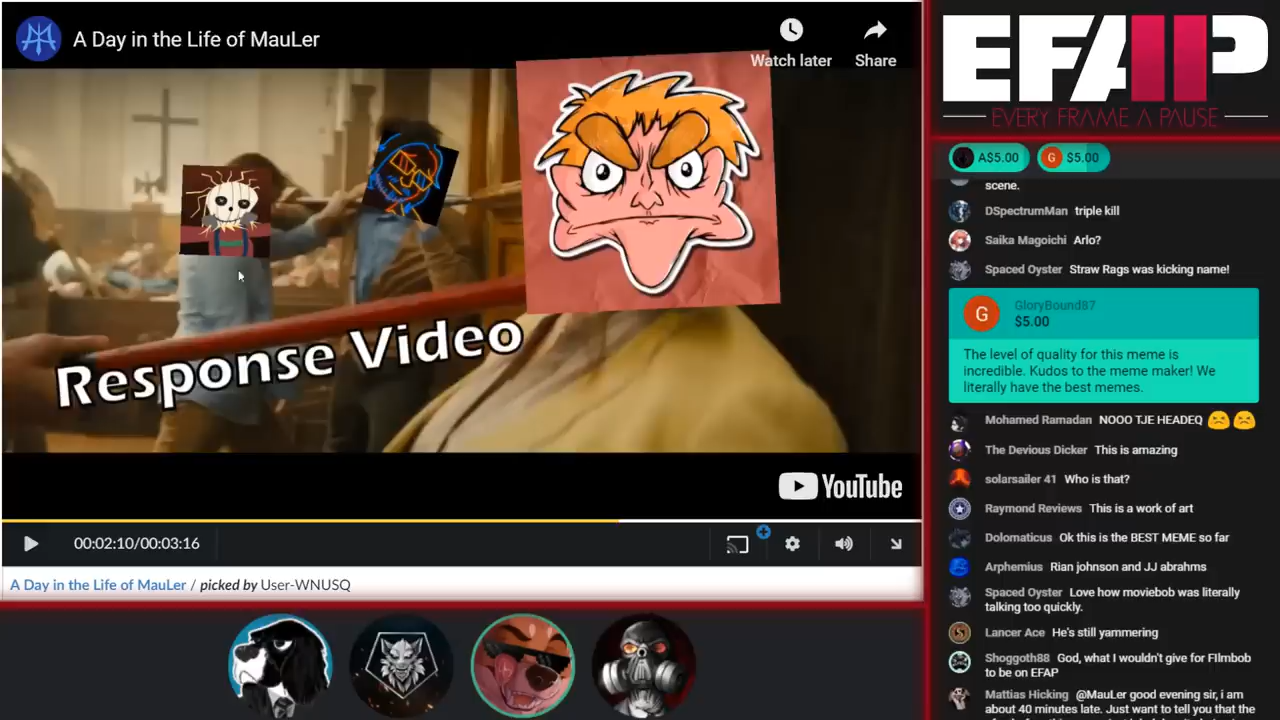 A Day in the Life of MauLer
Watch later
Share
Response Video
YouTube
00:02:10/00:03:16
A Day in the Life of MauLer / picked by User-WNUSQ
EFAP
EVERY FRAME A PAUSE
A$5.00
G $5.00
scene.
DSpectrumMan triple kill
Saika Magoichi Arlo?
Spaced Oyster Straw Rags was kicking name!
G
GloryBound87
$5.00
The level of quality for this meme is
incredible. Kudos to the meme maker! We
literally have the best memes.
Mohamed Ramadan NOOO TJE HEADEQ
The Devious Dicker This is amazing
solarsailer 41 Who is that?
Raymond Reviews This is a work of art
Dolomaticus Ok this is the BEST MEME so far
Arphemius Rian johnson and JJ abrahms
Spaced Oyster Love how moviebob was literally
talking too quickly.
Lancer Ace He's still yammering
Shoggoth88 God, what I wouldn't give for FIlmbob
to be on EFAP
Mattias Hicking @MauLer good evening sir, i am
about 40 minutes late. Just want to tell you that the